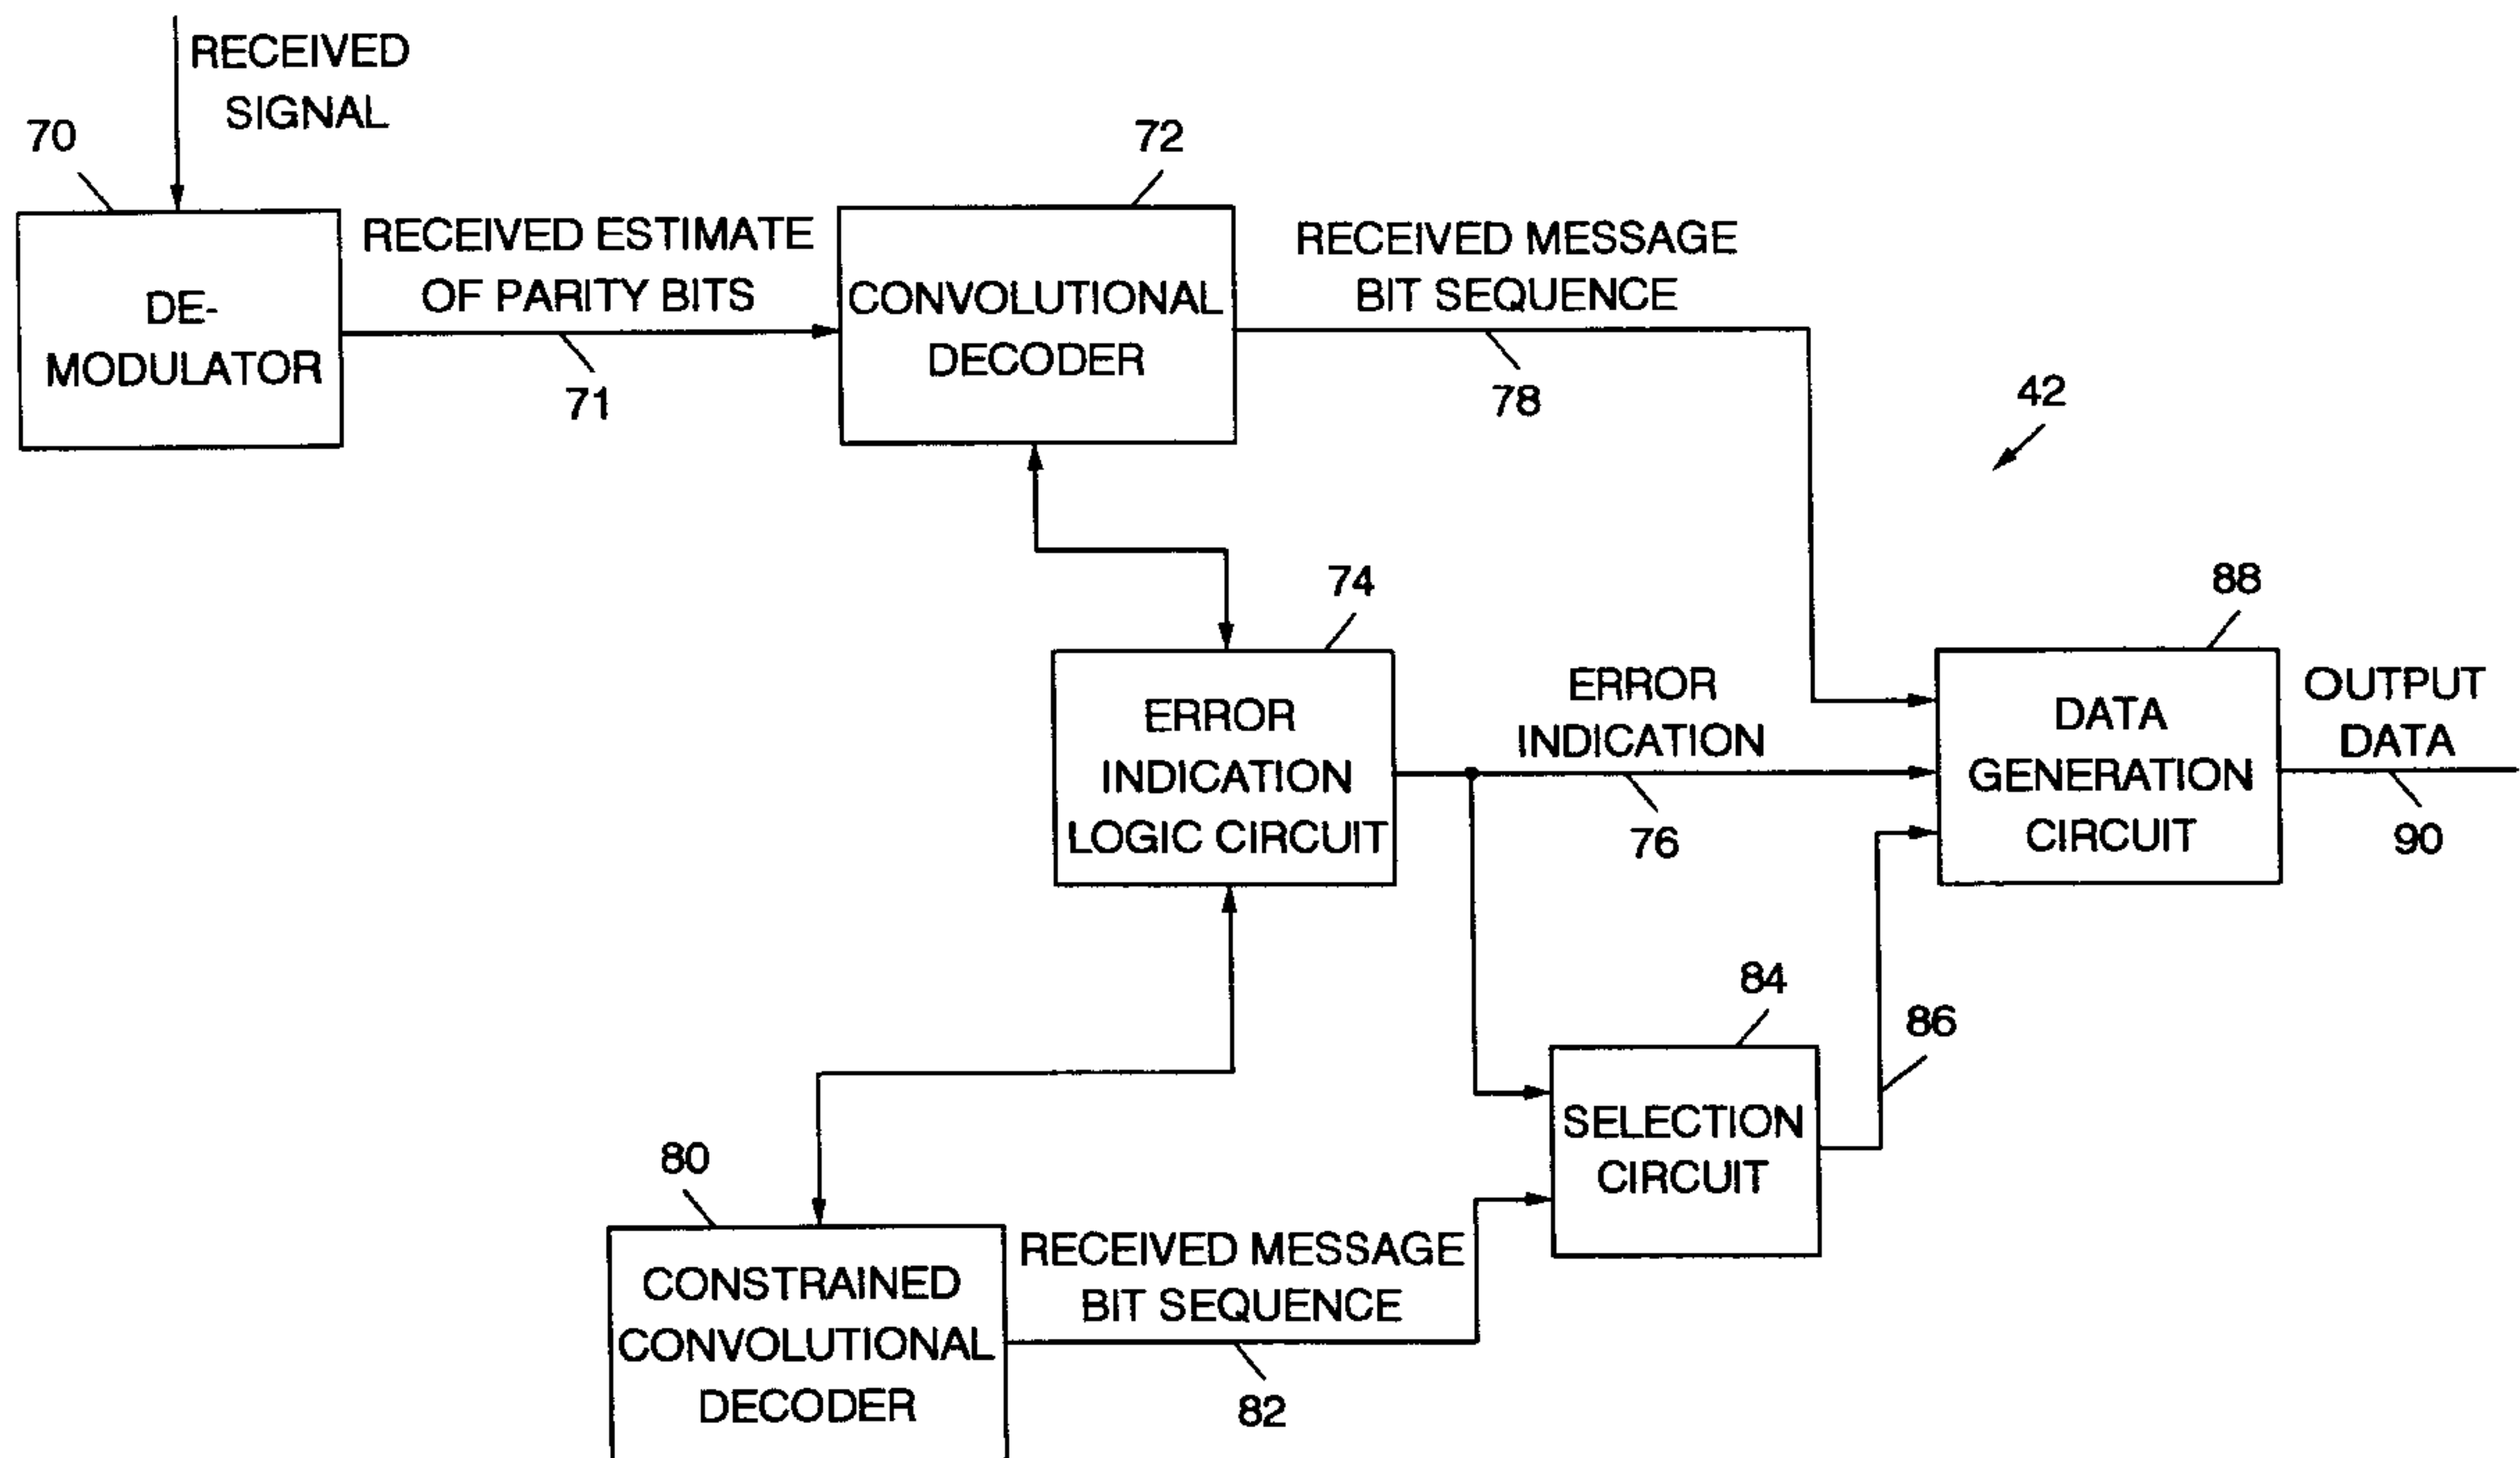 RECEIVED
SIGNAL
70
DE-
MODULATOR
RECEIVED ESTIMATE
OF PARITY BITS
71
72
CONVOLUTIONAL
DECODER
RECEIVED MESSAGE
BIT SEQUENCE
78
42
74
ERROR
INDICATION
LOGIC CIRCUIT
ERROR
INDICATION
76
88
DATA
GENERATION
CIRCUIT
OUTPUT
DATA
90
84
SELECTION
CIRCUIT
86
80
CONSTRAINED
CONVOLUTIONAL
DECODER
RECEIVED MESSAGE
BIT SEQUENCE
82